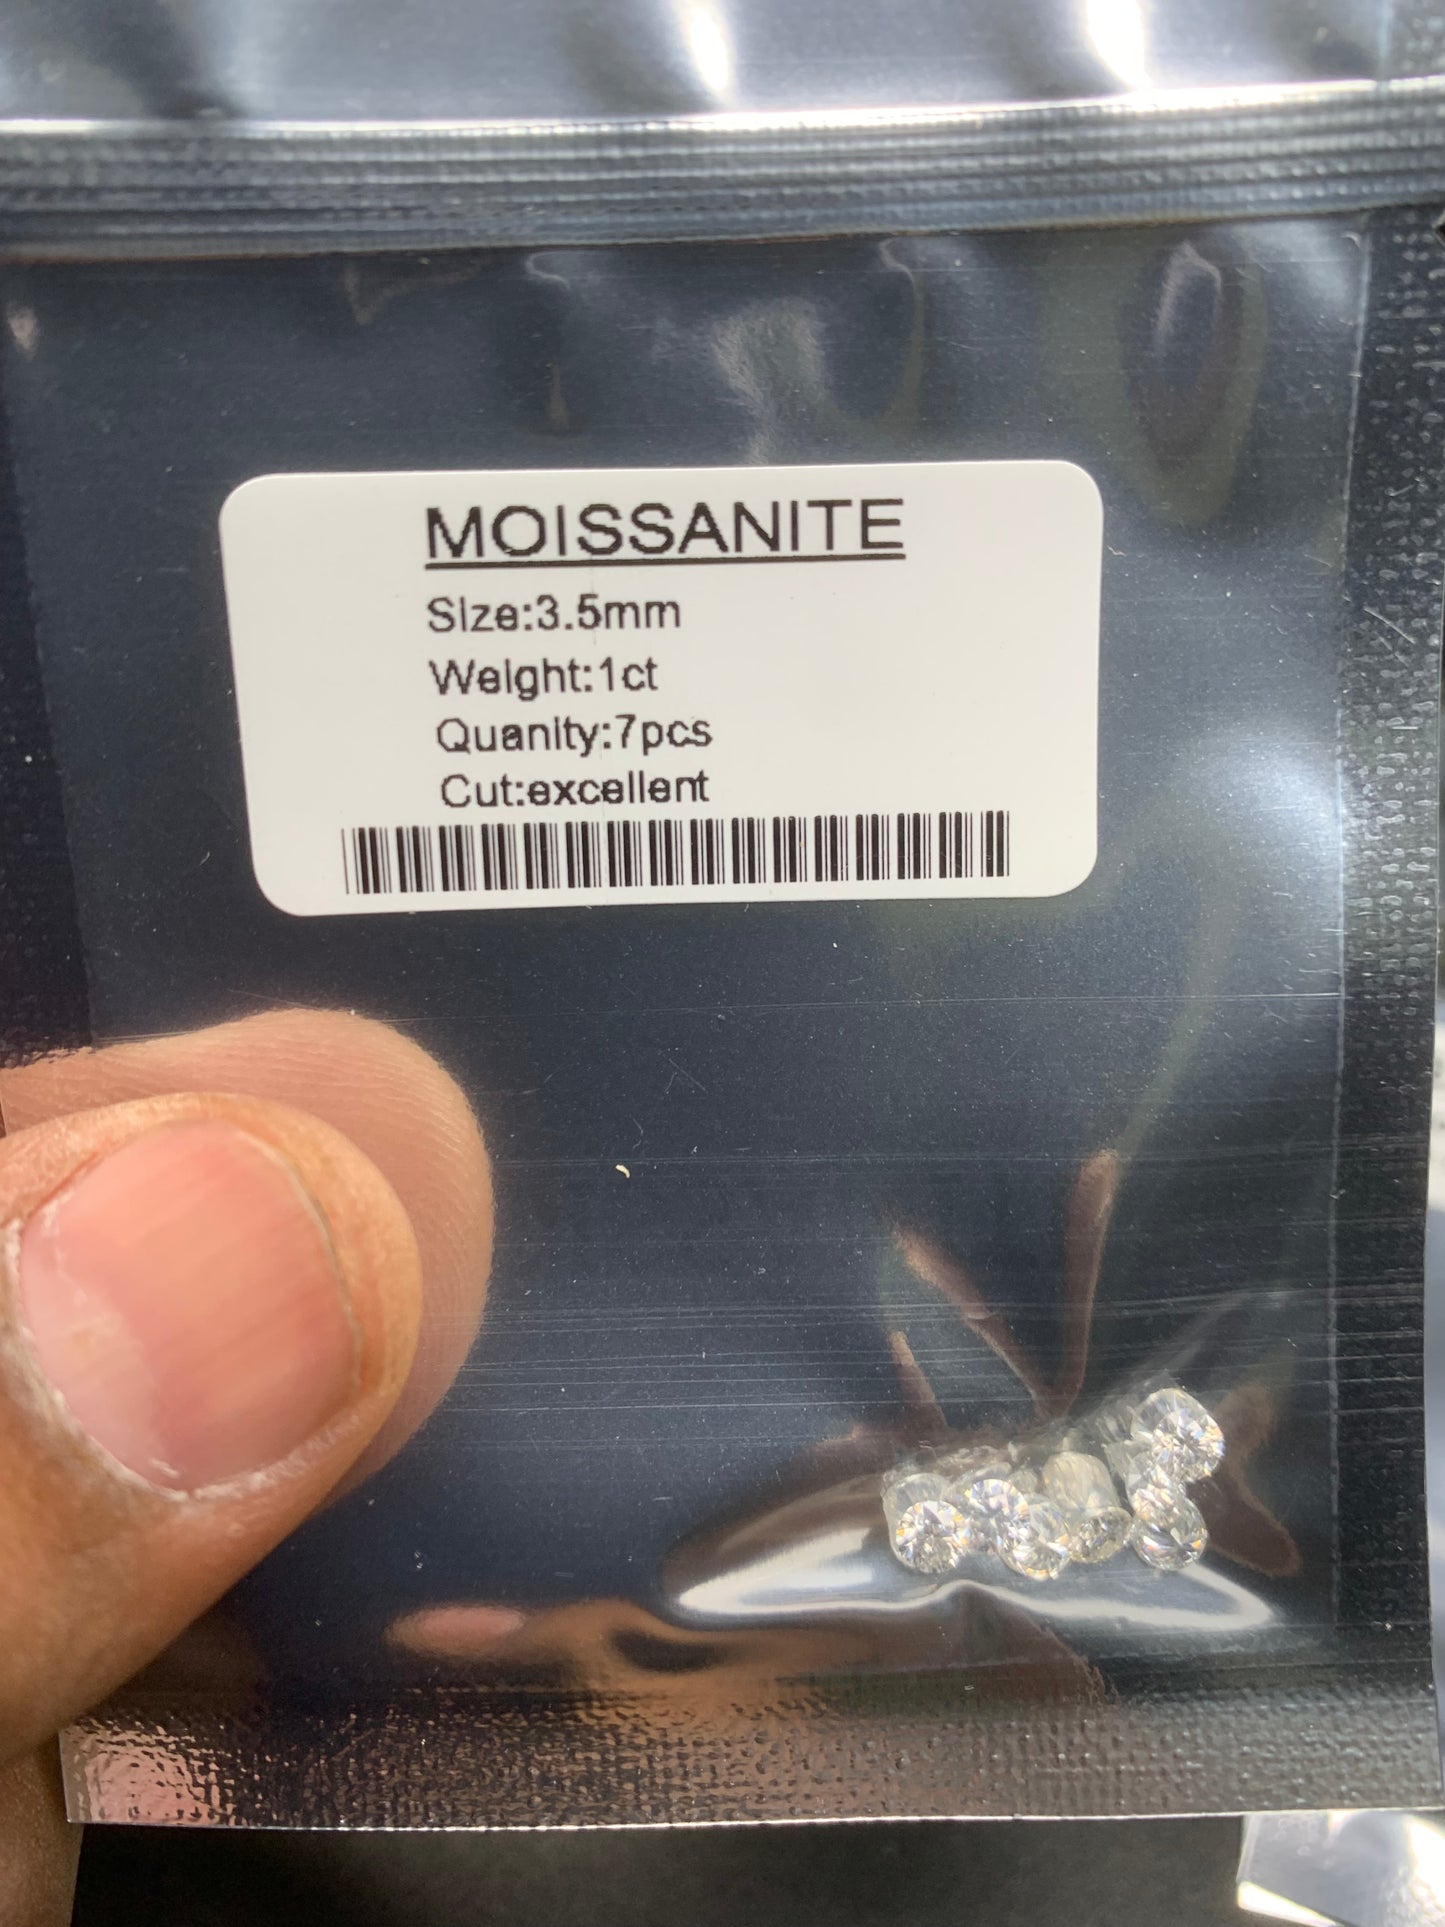 MOISSANITE
Size:3.5mm
Weight:1ct
Quanity:7pcs
Cut:excellent